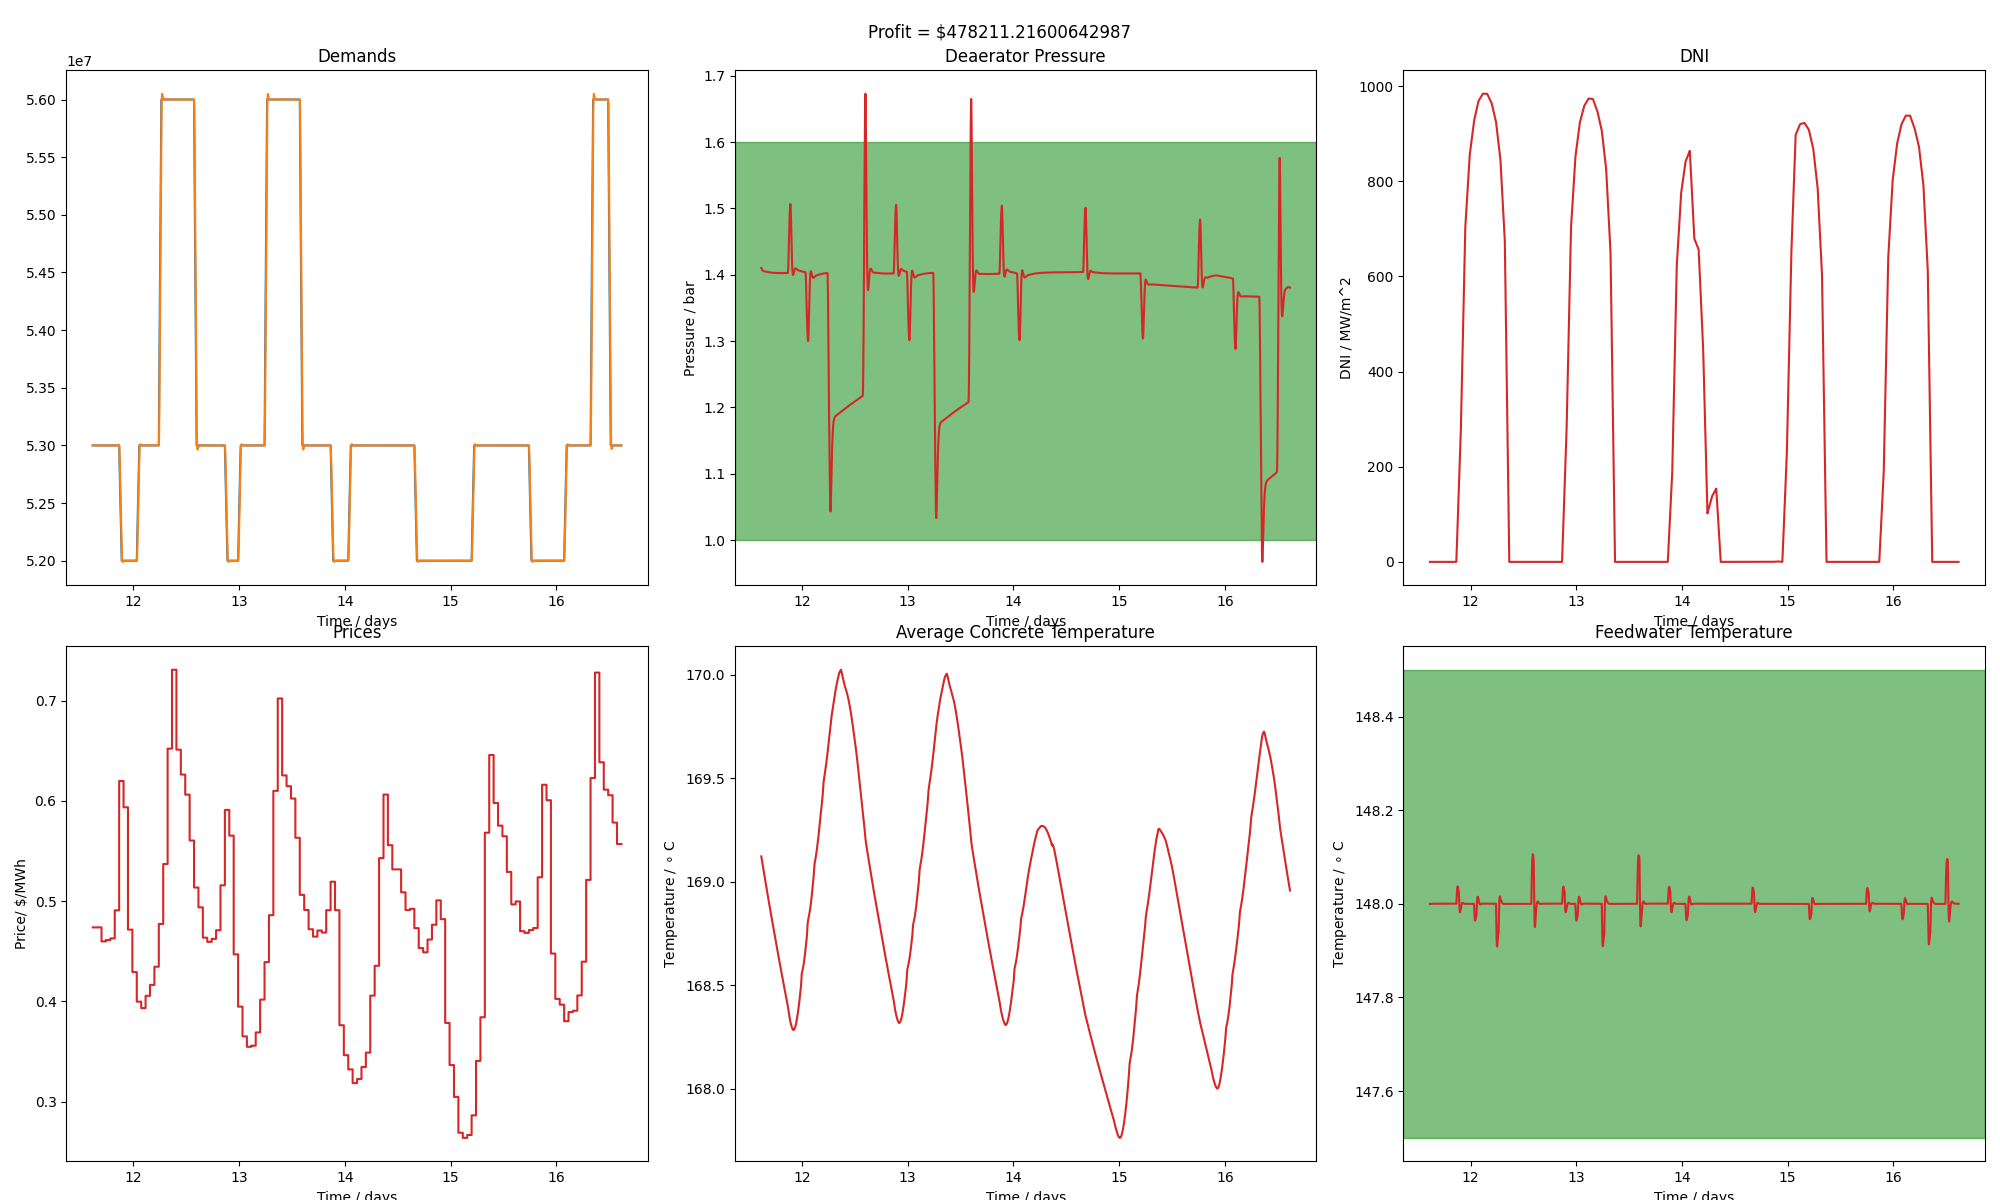 Profit = $478211.21600642987
Demands
1e7
5.60
5.55
5.50
5.45
5.40
5.35
5.30
5.25
5.20
12 13 14 15 16
Time / days
Deaerator Pressure
Pressure / bar
1.7
1.6
1.5
1.4
1.3
1.2
1.1
1.0
12 13 14 15 16
Time / days
DNI
DNI / MW/m^2
1000
800
600
400
200
0
12 13 14 15 16
Time / days
Prices
Price/ $/MWh
0.7
0.6
0.5
0.4
0.3
12 13 14 15 16
Time / days
Average Concrete Temperature
Temperature / ∘ C
170.0
169.5
169.0
168.5
168.0
12 13 14 15 16
Time / days
Feedwater Temperature
Temperature / ∘ C
148.4
148.2
148.0
147.8
147.6
12 13 14 15 16
Time / days